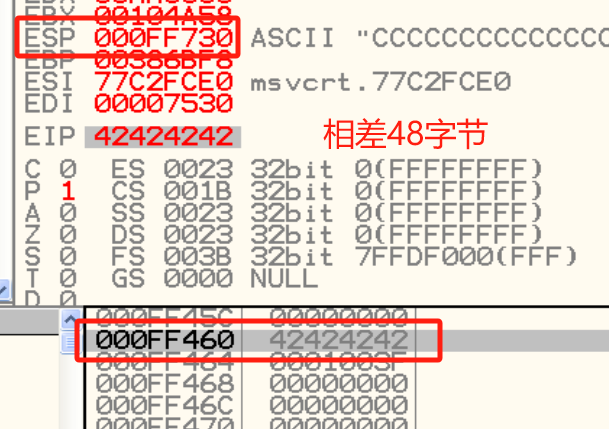 EBX 00104A58
ESP 000FF730 ASCII "CCCCCCCCCCCCCC
EBP 00386BF8
ESI 77C2FCE0 msvcrt.77C2FCE0
EDI 00007530
EIP 42424242 相差48字节
C 0 ES 0023 32bit 0(FFFFFFFF)
P 1 CS 001B 32bit 0(FFFFFFFF)
A 0 SS 0023 32bit 0(FFFFFFFF)
Z 0 DS 0023 32bit 0(FFFFFFFF)
S 0 FS 003B 32bit 7FFDF000(FFF)
T 0 GS 0000 NULL
D 0
000FF45C 00000000
000FF460 42424242
000FF464 0001003F
000FF468 00000000
000FF46C 00000000
000FF470 00000000